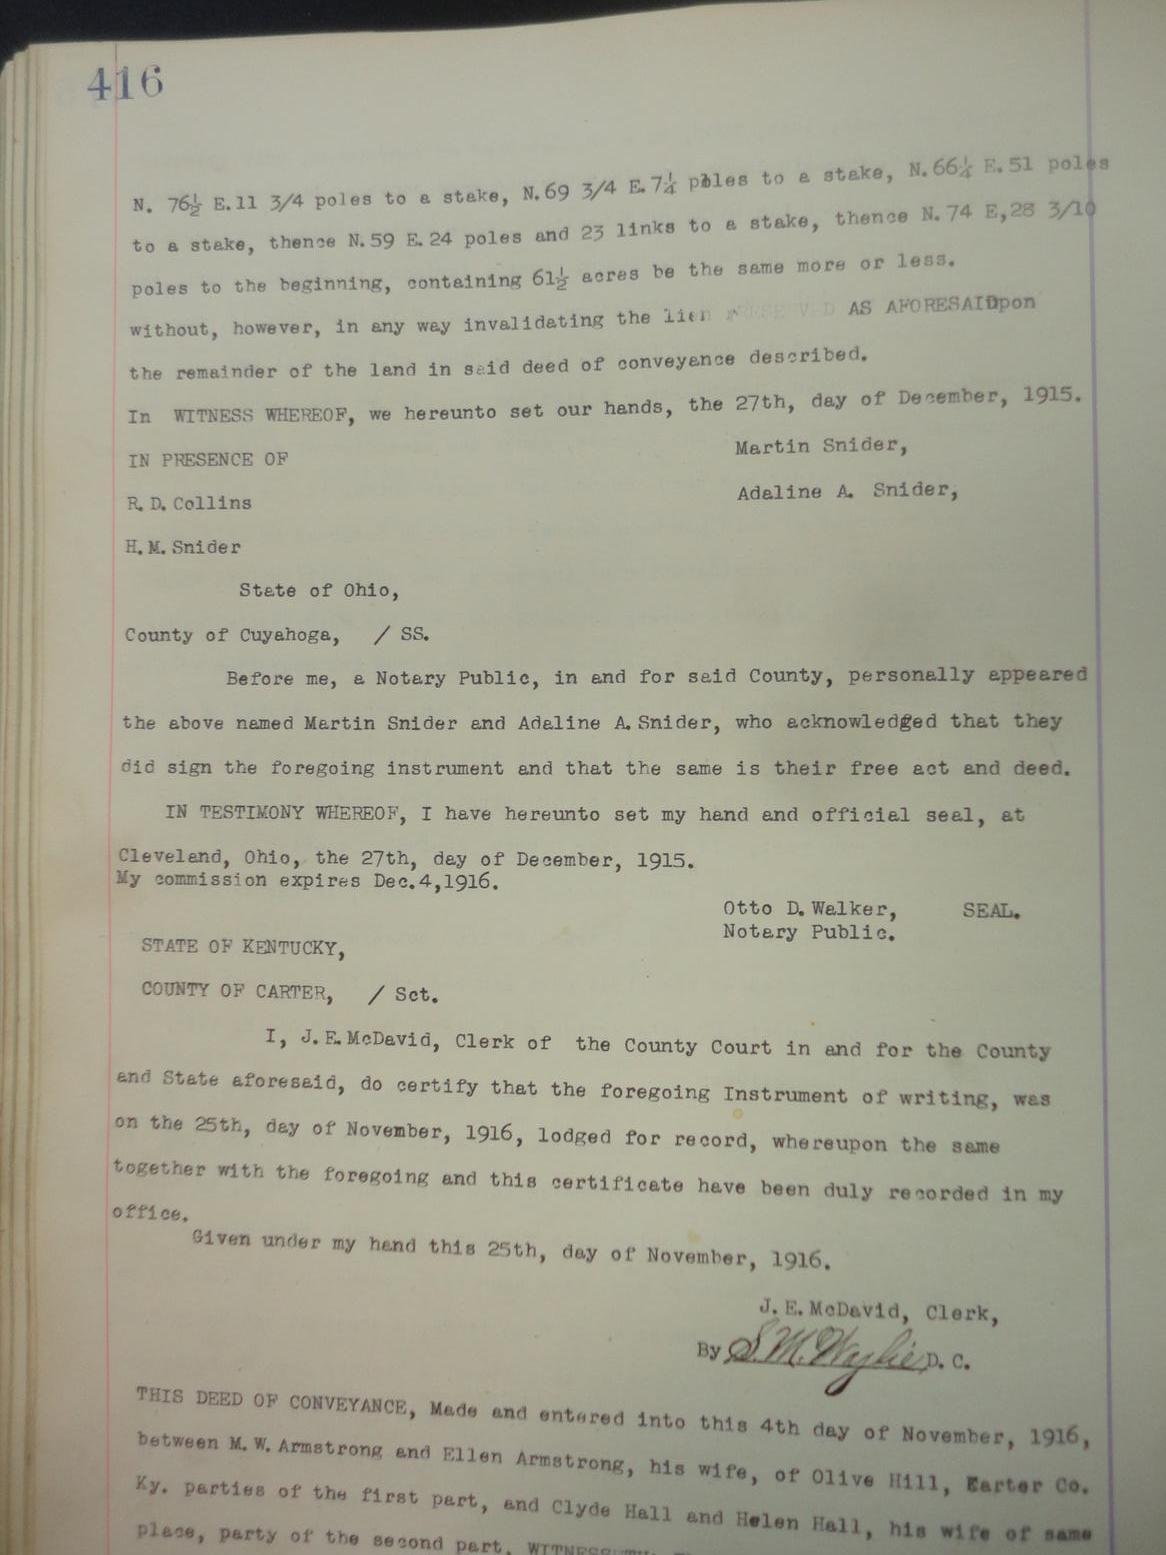 416
N. 76½ E.11 3/4 poles to a stake, N.69 3/4 E.7¼ poles to a stake, N.66¼ E.51 poles
to a stake, thence N.59 E.24 poles and 23 links to a stake, thence N.74 E,28 3/10
poles to the beginning, containing 61½ acres be the same more or less.
without, however, in any way invalidating the lien RESERVED AS AFORESAIDpon
the remainder of the land in said deed of conveyance described.
In WITNESS WHEREOF, we hereunto set our hands, the 27th, day of December, 1915.
IN PRESENCE OF Martin Snider,
R.D.Collins Adaline A. Snider,
H.M.Snider
State of Ohio,
County of Cuyahoga, / SS.
Before me, a Notary Public, in and for said County, personally appeared
the above named Martin Snider and Adaline A.Snider, who acknowledged that they
did sign the foregoing instrument and that the same is their free act and deed.
IN TESTIMONY WHEREOF, I have hereunto set my hand and official seal, at
Cleveland, Ohio, the 27th, day of December, 1915.
My commission expires Dec.4,1916.
Otto D.Walker, SEAL.
Notary Public.
STATE OF KENTUCKY,
COUNTY OF CARTER, / Sct.
I, J.E.McDavid, Clerk of the County Court in and for the County
and State aforesaid, do certify that the foregoing Instrument of writing, was
on the 25th, day of November, 1916, lodged for record, whereupon the same
together with the foregoing and this certificate have been duly recorded in my
office.
Given under my hand this 25th, day of November, 1916.
J.E.McDavid, Clerk,
By S.M.Wylie D.C.
THIS DEED OF CONVEYANCE, Made and entered into this 4th day of November, 1916,
between M.W.Armstrong and Ellen Armstrong, his wife, of Olive Hill, Earter Co.
Ky. parties of the first part, and Clyde Hall and Helen Hall, his wife of same
place, party of the second part.